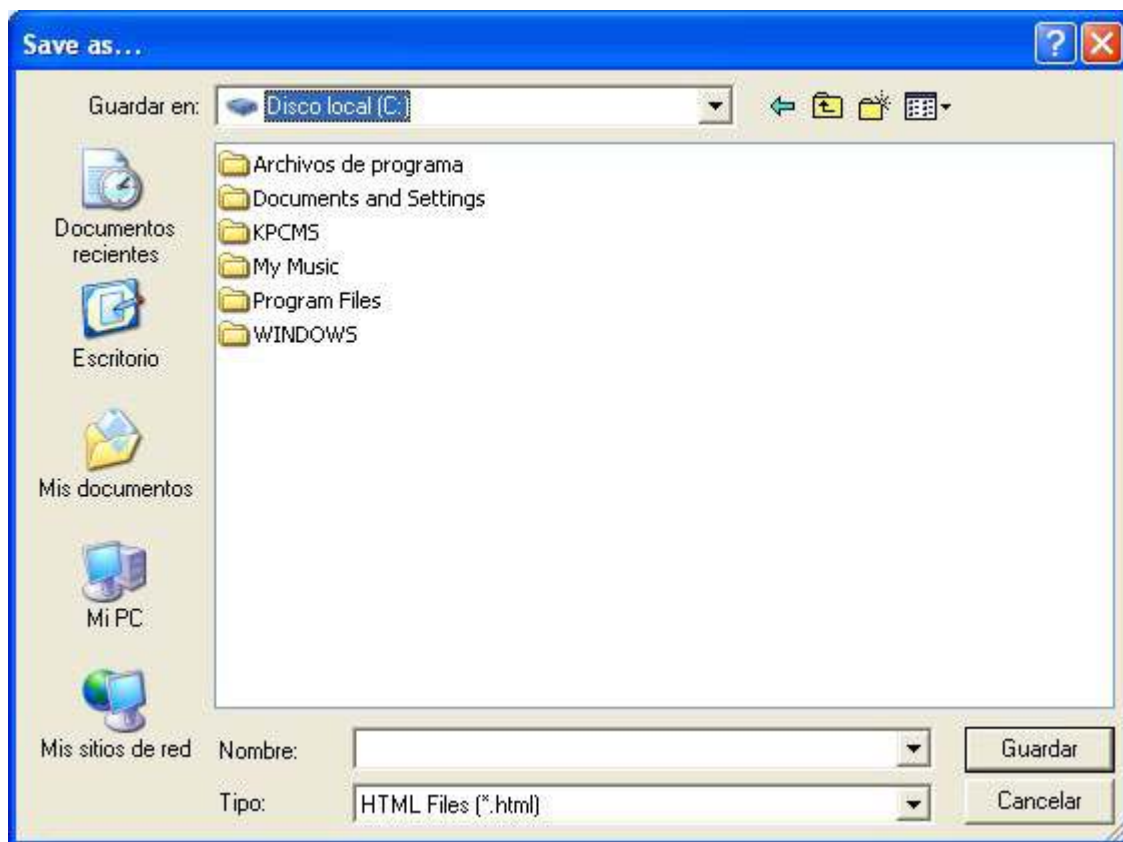 Save as...
Guardar en:
Disco local (C:)
Archivos de programa
Documents and Settings
KPCMS
My Music
Program Files
WINDOWS
Documentos
recientes
Escritorio
Mis documentos
Mi PC
Mis sitios de red
Nombre:
Guardar
Tipo:
HTML Files (*.html)
Cancelar